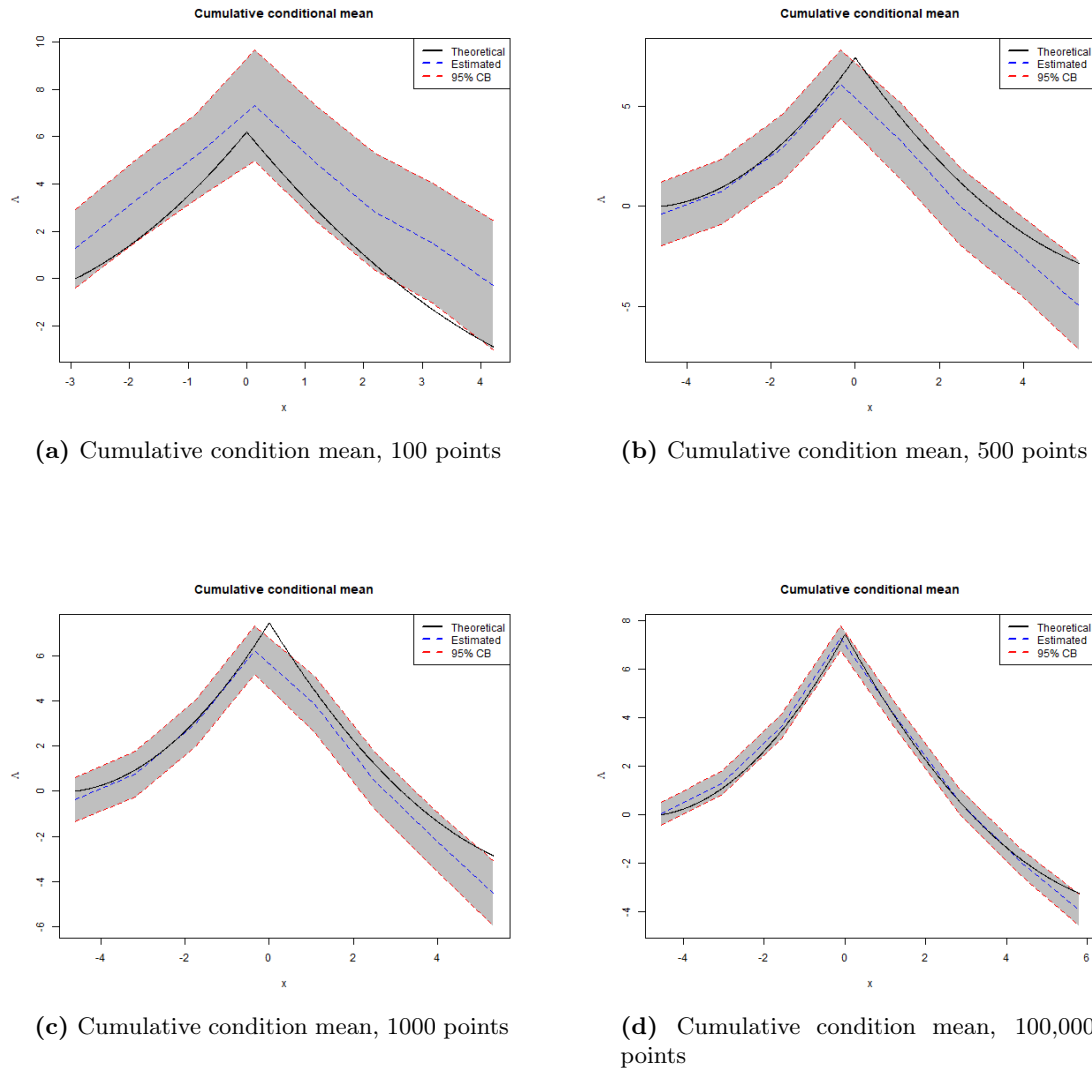 Cumulative conditional mean
Theoretical
Estimated
95% CB
10
8
6
4
2
0
-2
Λ
-3 -2 -1 0 1 2 3 4
x
(a) Cumulative condition mean, 100 points
Cumulative conditional mean
Theoretical
Estimated
95% CB
5
0
-5
Λ
-4 -2 0 2 4
x
(b) Cumulative condition mean, 500 points
Cumulative conditional mean
Theoretical
Estimated
95% CB
6
4
2
0
-2
-4
-6
Λ
-4 -2 0 2 4
x
(c) Cumulative condition mean, 1000 points
Cumulative conditional mean
Theoretical
Estimated
95% CB
8
6
4
2
0
-2
-4
Λ
-4 -2 0 2 4 6
x
(d) Cumulative condition mean, 100,000
points